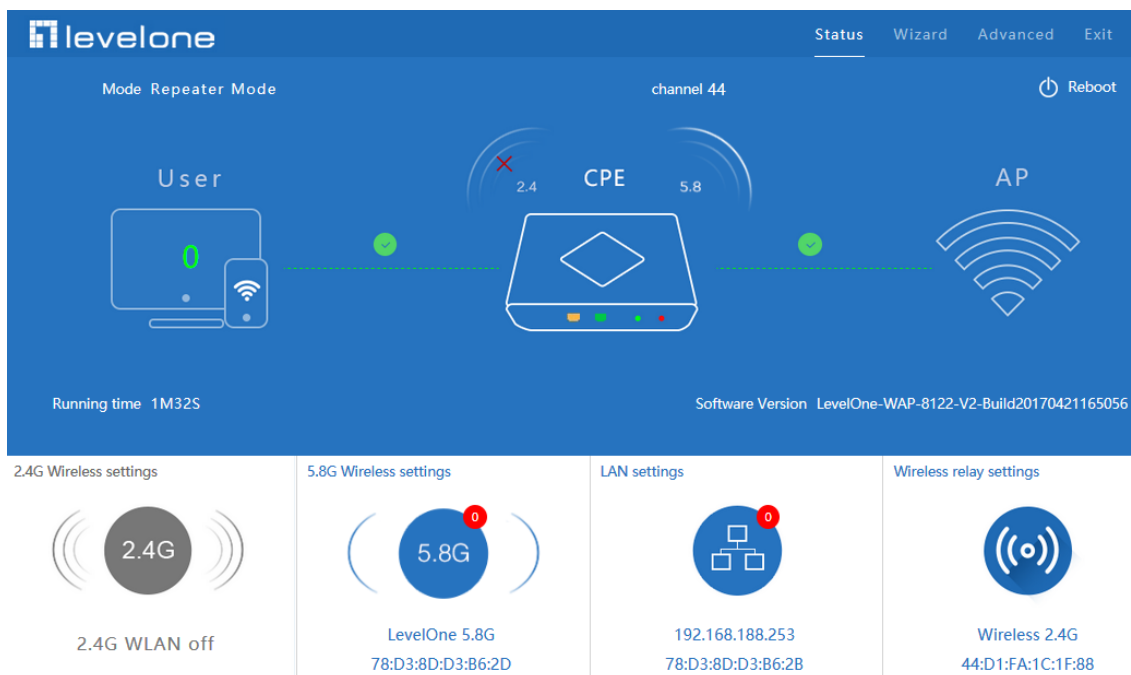 levelone
Status Wizard Advanced Exit
Mode Repeater Mode channel 44 Reboot
User 2.4 CPE 5.8 AP
0
Running time 1M32S Software Version LevelOne-WAP-8122-V2-Build20170421165056
2.4G Wireless settings 5.8G Wireless settings LAN settings Wireless relay settings
0 0
2.4G 5.8G
2.4G WLAN off LevelOne 5.8G 192.168.188.253 Wireless 2.4G
78:D3:8D:D3:B6:2D 78:D3:8D:D3:B6:2B 44:D1:FA:1C:1F:88